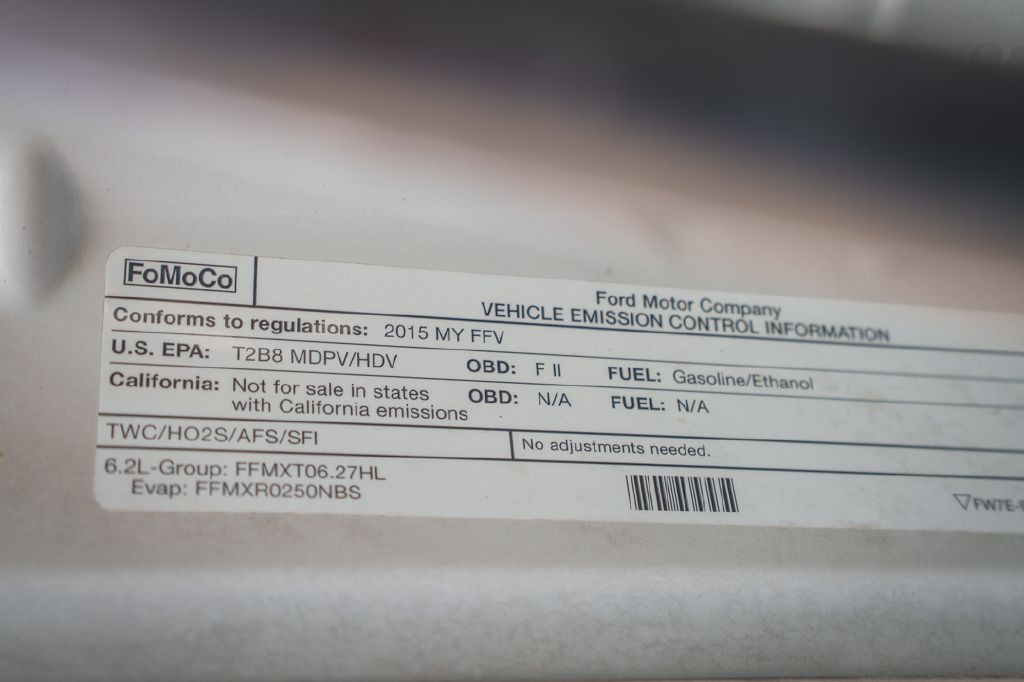 FoMoCo
Ford Motor Company
VEHICLE EMISSION CONTROL INFORMATION
Conforms to regulations: 2015 MY FFV
U.S. EPA: T2B8 MDPV/HDV OBD: F II FUEL: Gasoline/Ethanol
California: Not for sale in states OBD: N/A FUEL: N/A
with California emissions
TWC/HO2S/AFS/SFI No adjustments needed.
6.2L-Group: FFMXT06.27HL
Evap: FFMXR0250NBS
FW7E-